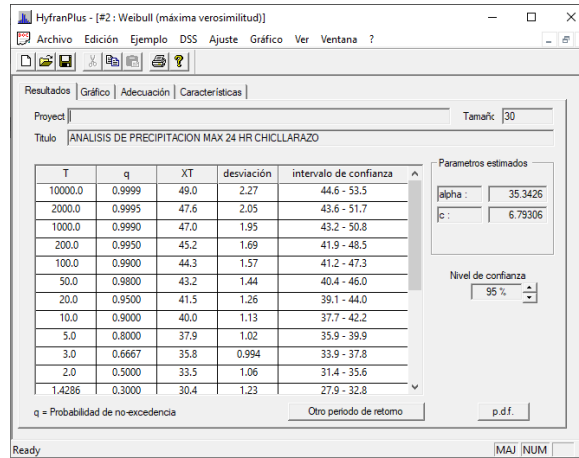 HyfranPlus - [#2 : Weibull (máxima verosimilitud)]
Archivo Edición Ejemplo DSS Ajuste Gráfico Ver Ventana ?
Resultados Gráfico Adecuación Características
Proyect Tamañc 30
Titulo ANALISIS DE PRECIPITACION MAX 24 HR CHICLLARAZO
T q XT desviación intervalo de confianza
10000.0 0.9999 49.0 2.27 44.6 - 53.5
2000.0 0.9995 47.6 2.05 43.6 - 51.7
1000.0 0.9990 47.0 1.95 43.2 - 50.8
200.0 0.9950 45.2 1.69 41.9 - 48.5
100.0 0.9900 44.3 1.57 41.2 - 47.3
50.0 0.9800 43.2 1.44 40.4 - 46.0
20.0 0.9500 41.5 1.26 39.1 - 44.0
10.0 0.9000 40.0 1.13 37.7 - 42.2
5.0 0.8000 37.9 1.02 35.9 - 39.9
3.0 0.6667 35.8 0.994 33.9 - 37.8
2.0 0.5000 33.5 1.06 31.4 - 35.6
1.4286 0.3000 30.4 1.23 27.9 - 32.8
Parametros estimados
alpha : 35.3426
c : 6.79306
Nivel de confianza
95 %
q = Probabilidad de no-excedencia
Otro periodo de retorno
p.d.f.
Ready MAJ NUM